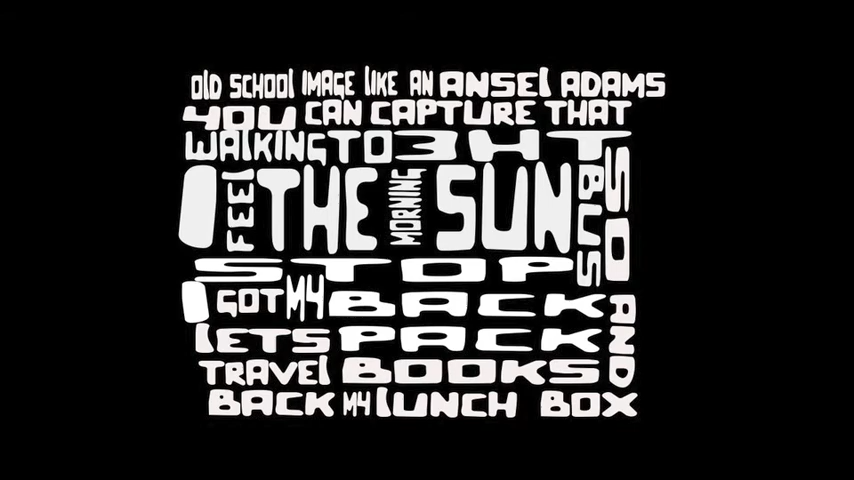 OLD SCHOOL IMAGE LIKE AN ANSEL ADAMS
YOU CAN CAPTURE THAT
WALKING TO EHT
SO
I FEEL THE MORNING SUN
BUS
STOP
I GOT MY BACK
AND
LETS PACK
TRAVEL BOOKS
BACK MY LUNCH BOX